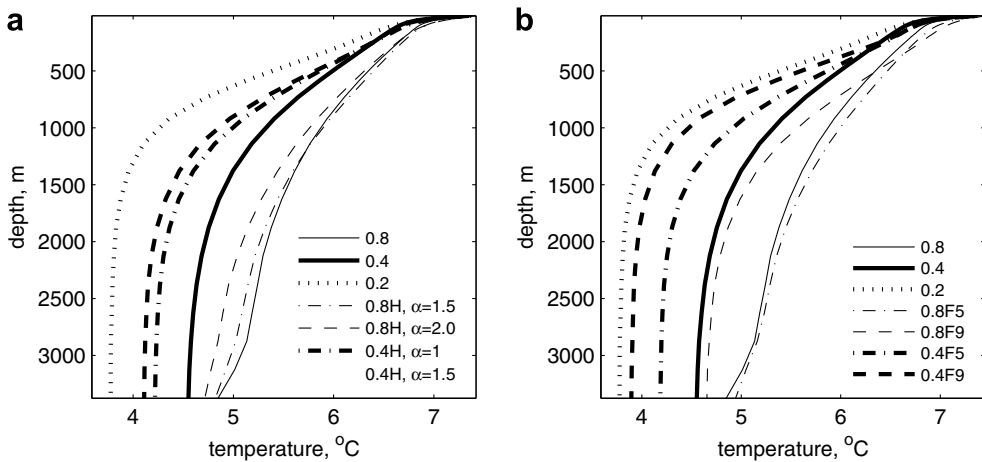 a
500
1000
1500
2000
2500
3000
depth, m
4
5
6
7
temperature, °C
0.8
0.4
0.2
0.8H, α=1.5
0.8H, α=2.0
0.4H, α=1
0.4H, α=1.5
b
500
1000
1500
2000
2500
3000
depth, m
4
5
6
7
temperature, °C
0.8
0.4
0.2
0.8F5
0.8F9
0.4F5
0.4F9